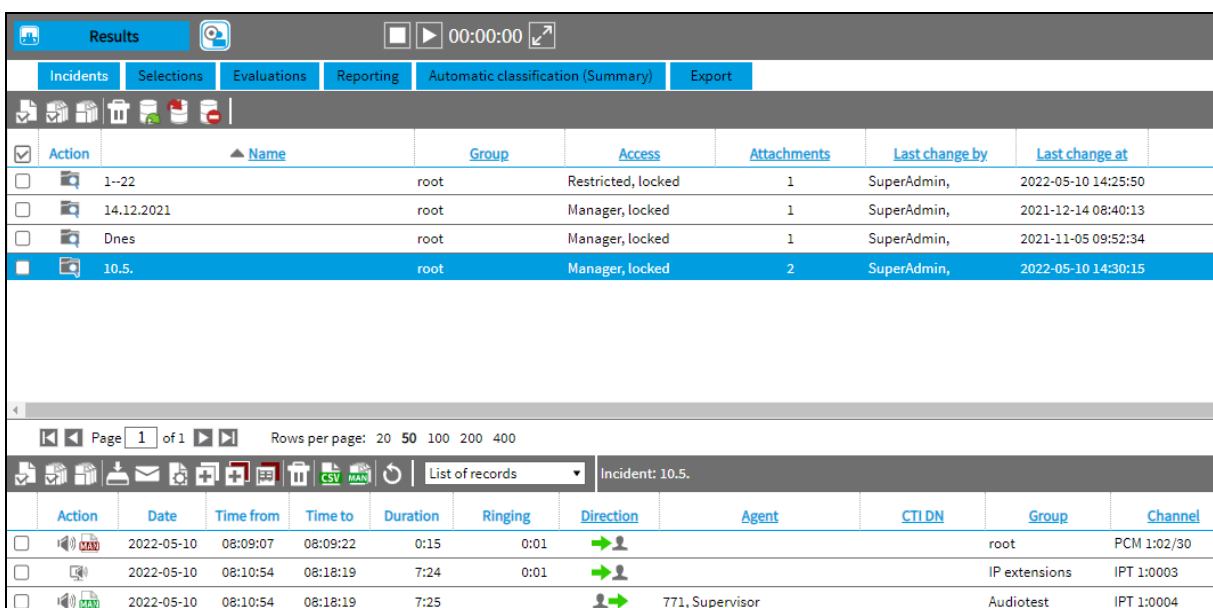 Results 00:00:00
Incidents Selections Evaluations Reporting Automatic classification (Summary) Export
Action Name Group Access Attachments Last change by Last change at
1--22 root Restricted, locked 1 SuperAdmin, 2022-05-10 14:25:50
14.12.2021 root Manager, locked 1 SuperAdmin, 2021-12-14 08:40:13
Dnes root Manager, locked 1 SuperAdmin, 2021-11-05 09:52:34
10.5. root Manager, locked 2 SuperAdmin, 2022-05-10 14:30:15
Page 1 of 1 Rows per page: 20 50 100 200 400
CSV MAN List of records Incident: 10.5.
Action Date Time from Time to Duration Ringing Direction Agent CTI DN Group Channel
MAN 2022-05-10 08:09:07 08:09:22 0:15 0:01 root PCM 1:02/30
2022-05-10 08:10:54 08:18:19 7:24 0:01 IP extensions IPT 1:0003
MAN 2022-05-10 08:10:54 08:18:19 7:25 771, Supervisor Audiotest IPT 1:0004